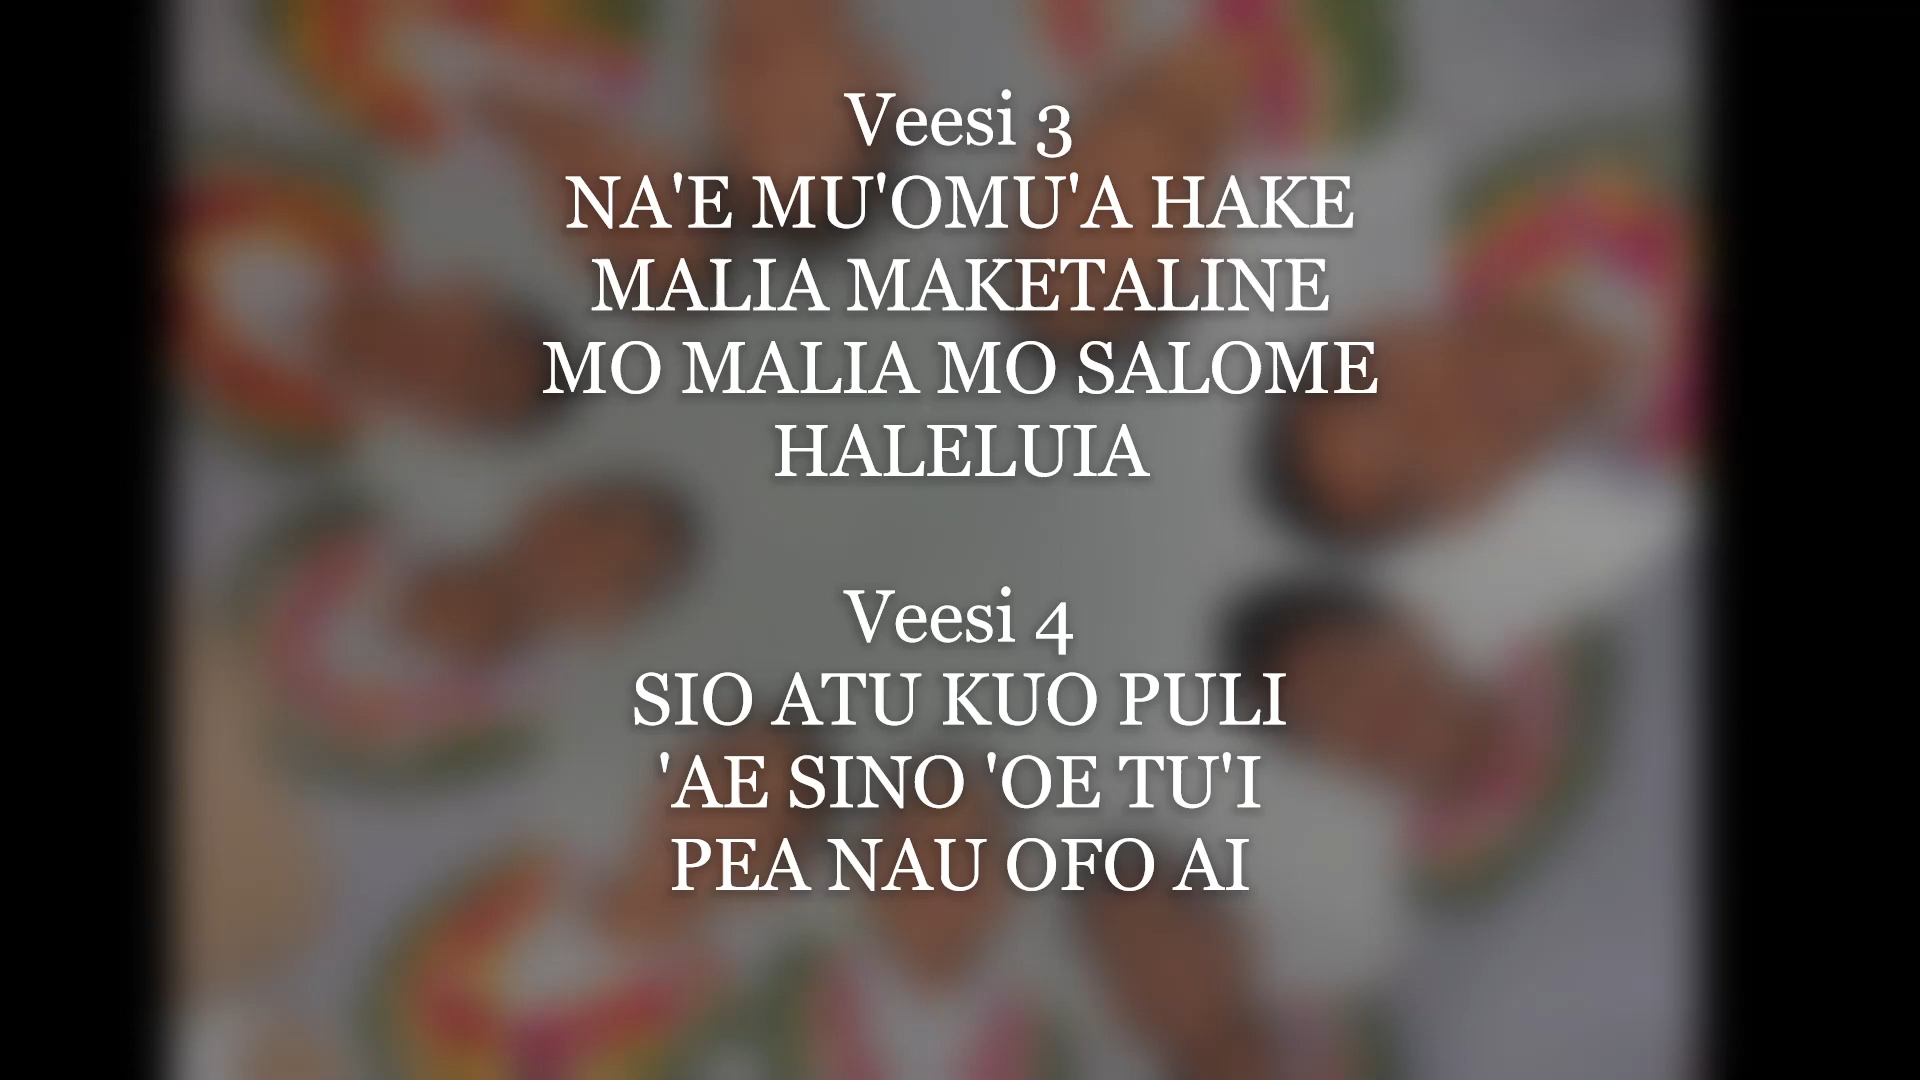 Veesi 3
NA'E MU'OMU'A HAKE
MALIA MAKETALINE
MO MALIA MO SALOME
HALELUIA
Veesi 4
SIO ATU KUO PULI
'AE SINO 'OE TU'I
PEA NAU OFO AI